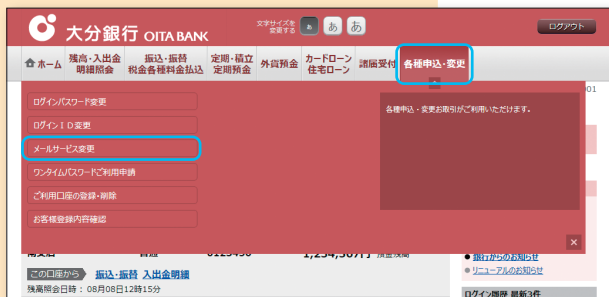 大分銀行 OITA BANK
文字サイズを
変更する
あ あ あ
ログアウト
ホーム
残高・入出金
明細照会
振込・振替
税金各種料金払込
定期・積立
定期預金
外貨預金
カードローン
住宅ローン
諸届受付
各種申込・変更
001
ログインパスワード変更
ログインＩＤ変更
メールサービス変更
ワンタイムパスワードご利用申請
ご利用口座の登録・削除
お客様登録内容確認
各種申込・変更お取引がご利用いただけます。
この口座から 振込・振替 入出金明細
残高照会日時： 08月08日12時15分
銀行からのお知らせ
リニューアルのお知らせ
ログイン履歴 最新3件